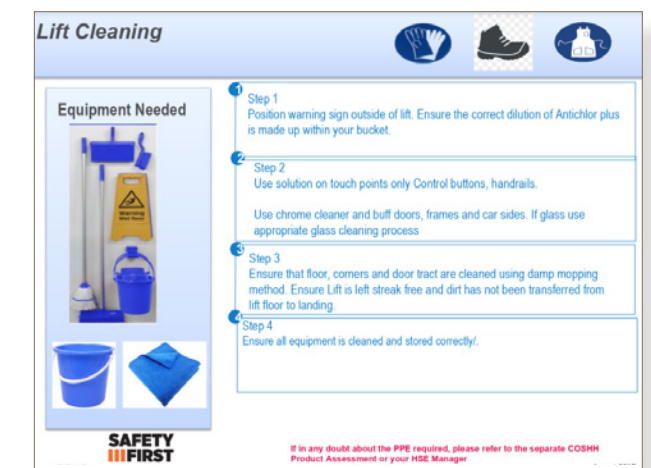 Lift Cleaning
Equipment Needed
Warning
Wet Floor
SAFETY
FIRST
1
Step 1
Position warning sign outside of lift. Ensure the correct dilution of Antichlor plus
is made up within your bucket.
2
Step 2
Use solution on touch points only Control buttons, handrails.
Use chrome cleaner and buff doors, frames and car sides. If glass use
appropriate glass cleaning process
3
Step 3
Ensure that floor, corners and door tract are cleaned using damp mopping
method. Ensure Lift is left streak free and dirt has not been transferred from
lift floor to landing.
4
Step 4
Ensure all equipment is cleaned and stored correctly/.
If in any doubt about the PPE required, please refer to the separate COSHH
Product Assessment or your HSE Manager